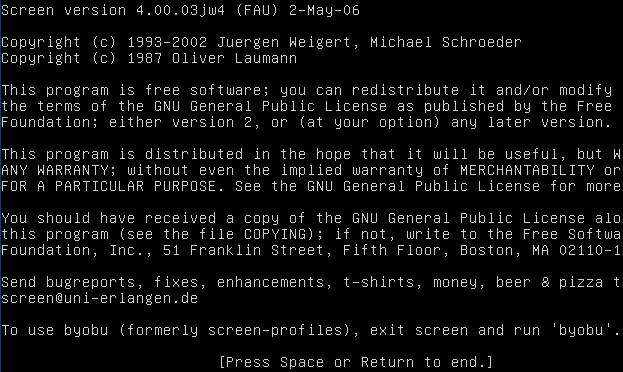 Screen version 4.00.03jw4 (FAU) 2-May-06
Copyright (c) 1993-2002 Juergen Weigert, Michael Schroeder
Copyright (c) 1987 Oliver Laumann
This program is free software; you can redistribute it and/or modify
the terms of the GNU General Public License as published by the Free
Foundation; either version 2, or (at your option) any later version.
This program is distributed in the hope that it will be useful, but W
ANY WARRANTY; without even the implied warranty of MERCHANTABILITY or
FOR A PARTICULAR PURPOSE. See the GNU General Public License for more
You should have received a copy of the GNU General Public License alo
this program (see the file COPYING); if not, write to the Free Softwa
Foundation, Inc., 51 Franklin Street, Fifth Floor, Boston, MA 02110-1
Send bugreports, fixes, enhancements, t-shirts, money, beer & pizza t
screen@uni-erlangen.de
To use byobu (formerly screen-profiles), exit screen and run 'byobu'.
[Press Space or Return to end.]